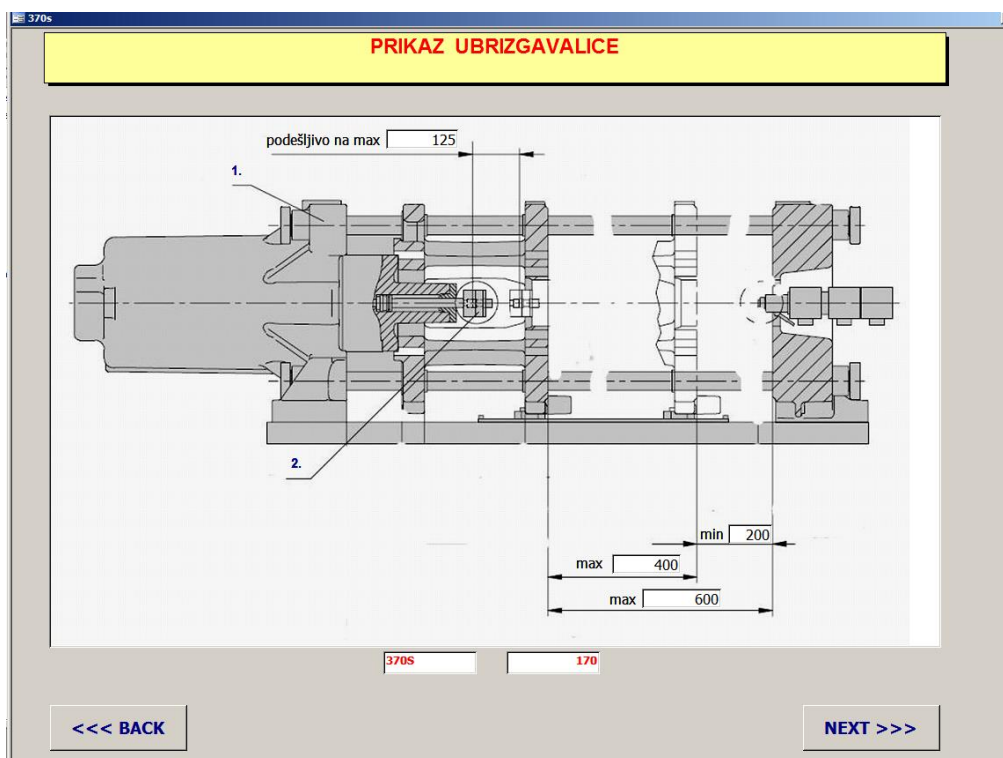 370s
PRIKAZ UBRIZGAVALICE
podešljivo na max 125
1.
2.
min 200
max 400
max 600
370S 170
<<< BACK NEXT >>>